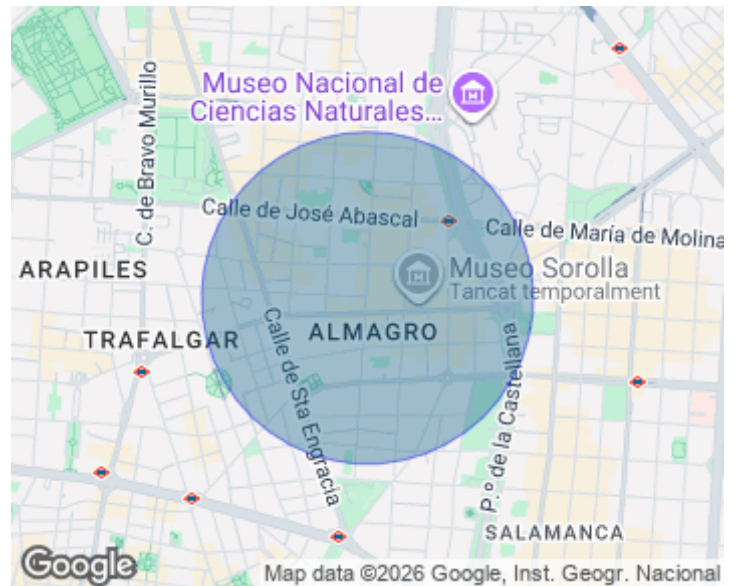 Museo Nacional de
Ciencias Naturales...
C. de Bravo Murillo
Calle de José Abascal
Calle de María de Molina
ARAPILES
Museo Sorolla
Tancat temporalment
TRAFALGAR
ALMAGRO
Calle de Sta Engracia
P.º de la Castellana
SALAMANCA
Google
Map data ©2026 Google, Inst. Geogr. Nacional